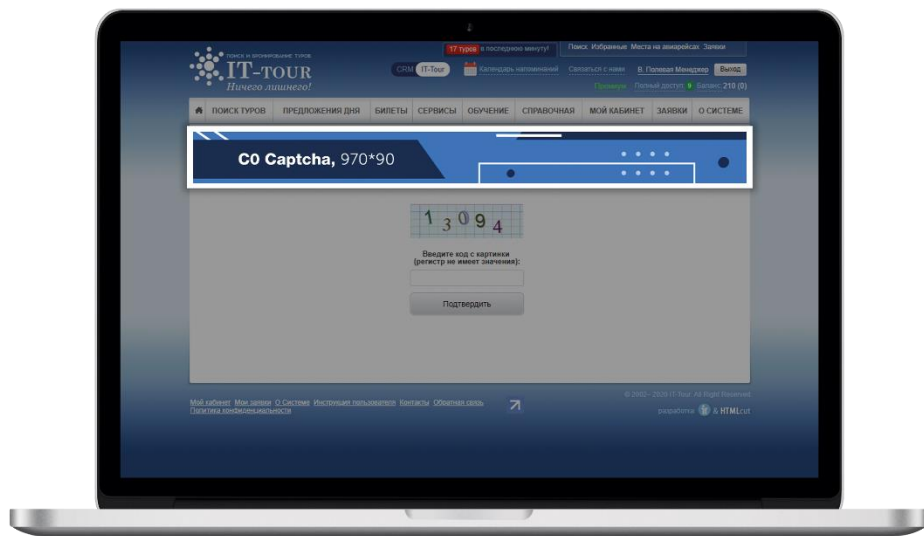 17 туров в последнюю минуту!
Поиск Избранные Места на авиарейсах Заявки
ПОИСК И БРОНИРОВАНИЕ ТУРОВ
IT-TOUR
Ничего лишнего!
CRM IT-Tour
Календарь напоминаний
Связаться с нами
В. Полевая Менеджер
Выход
Премиум
Полный доступ: 9
Баланс: 210 (0)
ПОИСК ТУРОВ ПРЕДЛОЖЕНИЯ ДНЯ БИЛЕТЫ СЕРВИСЫ ОБУЧЕНИЕ СПРАВОЧНАЯ МОЙ КАБИНЕТ ЗАЯВКИ О СИСТЕМЕ
C0 Captcha, 970*90
13094
Введите код с картинки
(регистр не имеет значения):
Подтвердить
Мой кабинет Мои заявки О Системе Инструкция пользователя Контакты Обратная связь
Политика конфиденциальности
© 2002 - 2020 IT-Tour. All Right Reserved
разработка & HTMLcut